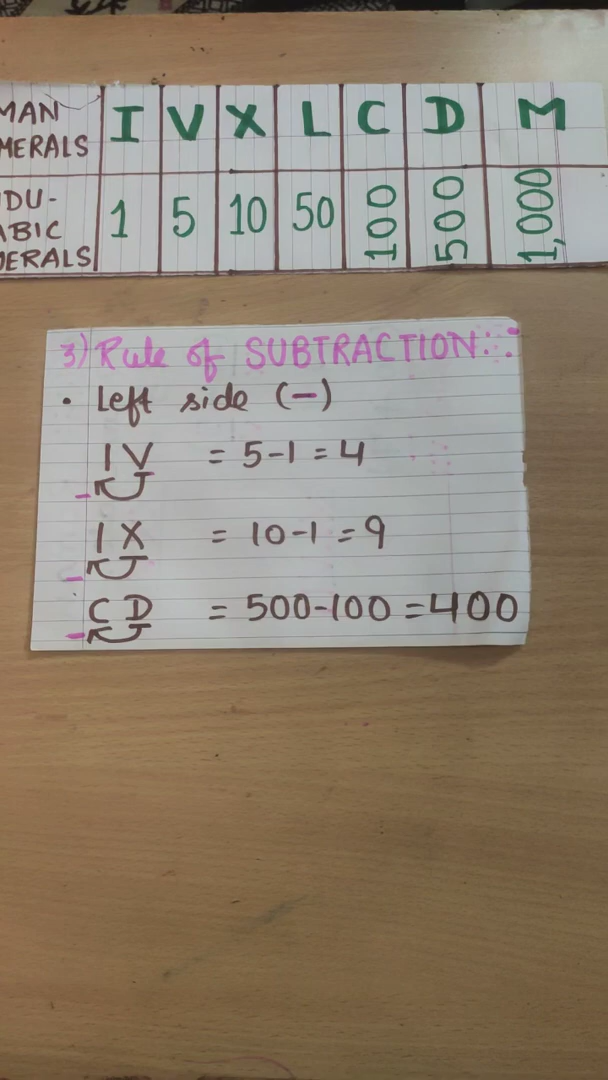 MAN
MERALS
I V X L C D M
DU-
ABIC
ERALS
1 5 10 50 100 500 1,000
3) Rule of SUBTRACTION:-
• Left side (-)
IV = 5-1 = 4
-
IX = 10-1 = 9
-
CD = 500-100 = 400
-